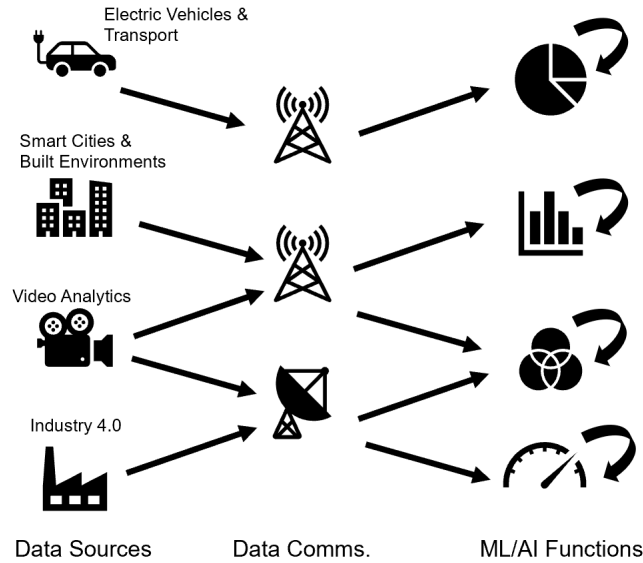 Electric Vehicles &
Transport
Smart Cities &
Built Environments
Video Analytics
Industry 4.0
Data Sources
Data Comms.
ML/AI Functions